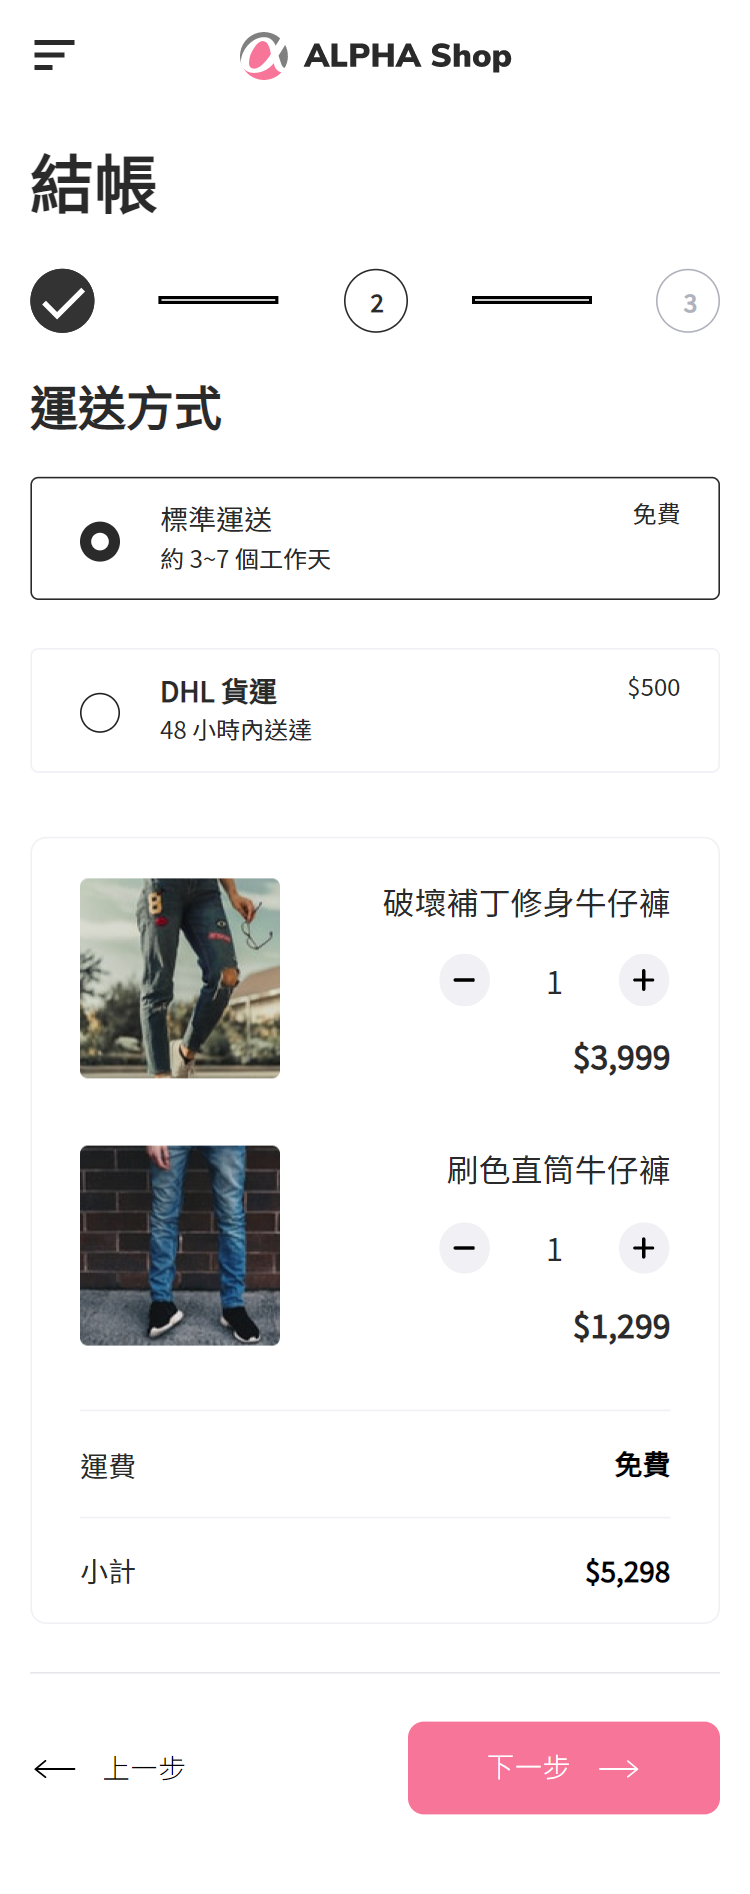 ALPHA Shop
結帳
2
3
運送方式
標準運送
免費
約 3~7 個工作天
DHL 貨運
$500
48 小時內送達
破壞補丁修身牛仔褲
1
$3,999
刷色直筒牛仔褲
1
$1,299
運費
免費
小計
$5,298
上一步
下一步